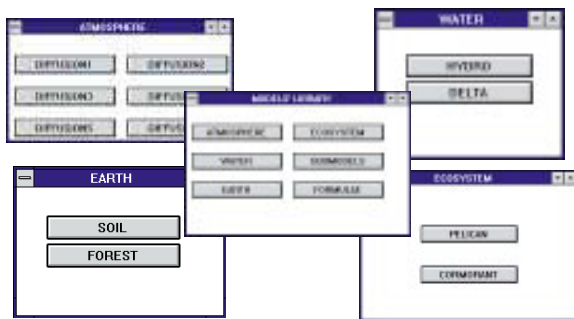 ATMOSPHERE
DIFFUSION1 DIFFUSION2
DIFFUSION3
DIFFUSION5
WATER
HYDRO
DELTA
MODELS' LIBRARY
ATMOSPHERE ECOSYSTEM
WATER SUBMODELS
EARTH FORMULAE
EARTH
SOIL
FOREST
ECOSYSTEM
PELICAN
CORMORANT